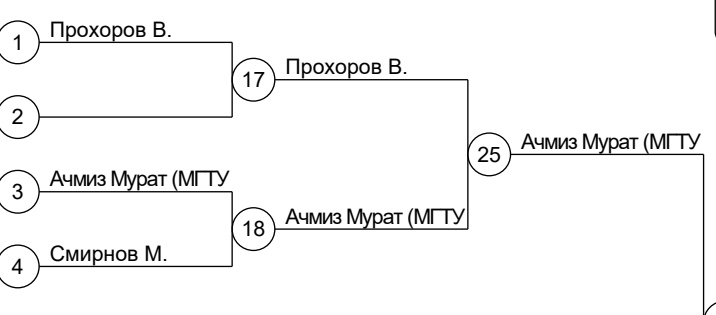 1 Прохоров В.
17 Прохоров В.
2
25 Ачмиз Мурат (МГТУ
3 Ачмиз Мурат (МГТУ
18 Ачмиз Мурат (МГТУ
4 Смирнов М.